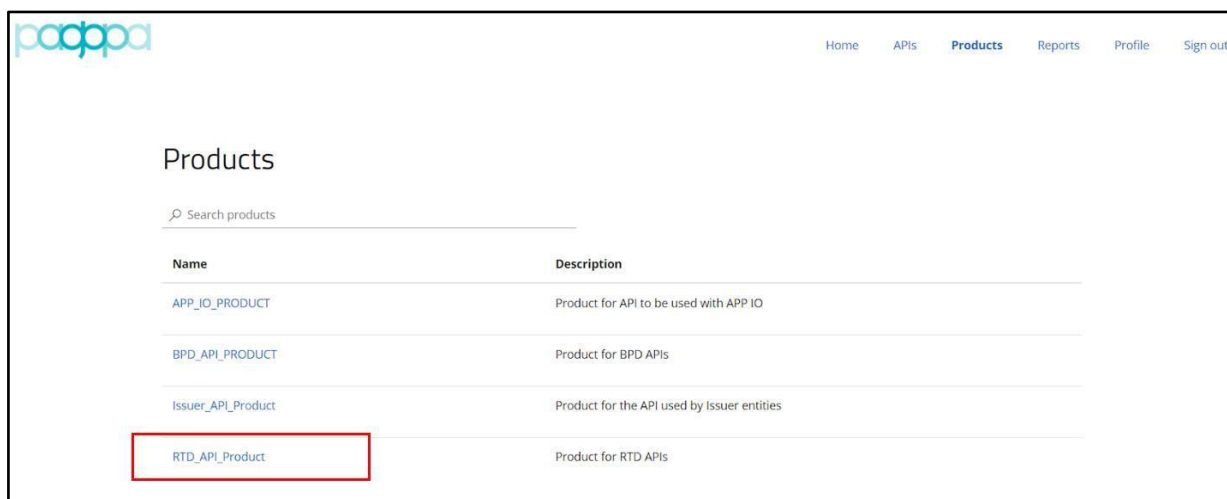 pagopa
Home APIs Products Reports Profile Sign out
Products
Search products
Name Description
APP_IO_PRODUCT Product for API to be used with APP IO
BPD_API_PRODUCT Product for BPD APIs
Issuer_API_Product Product for the API used by Issuer entities
RTD_API_Product Product for RTD APIs